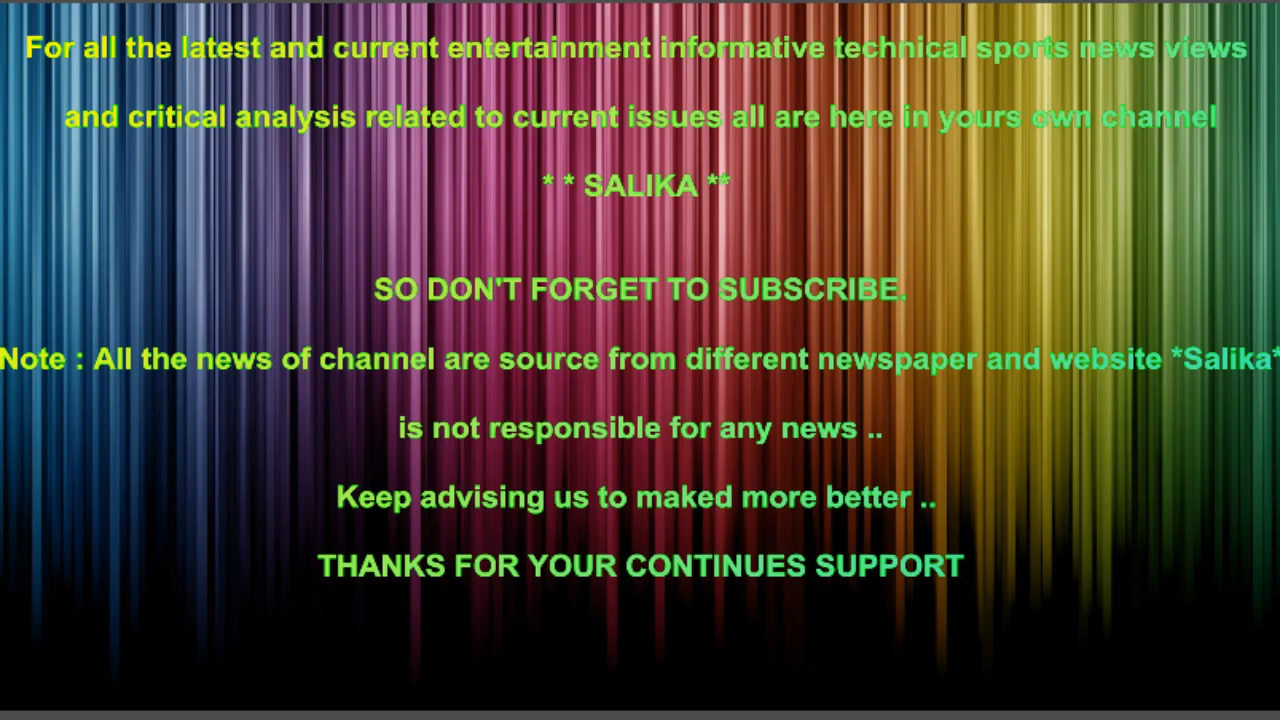 For all the latest and current entertainment informative technical sports news views
and critical analysis related to current issues all are here in yours own channel
* * SALIKA **
SO DON'T FORGET TO SUBSCRIBE.
Note : All the news of channel are source from different newspaper and website *Salika*
is not responsible for any news ..
Keep advising us to maked more better ..
THANKS FOR YOUR CONTINUES SUPPORT